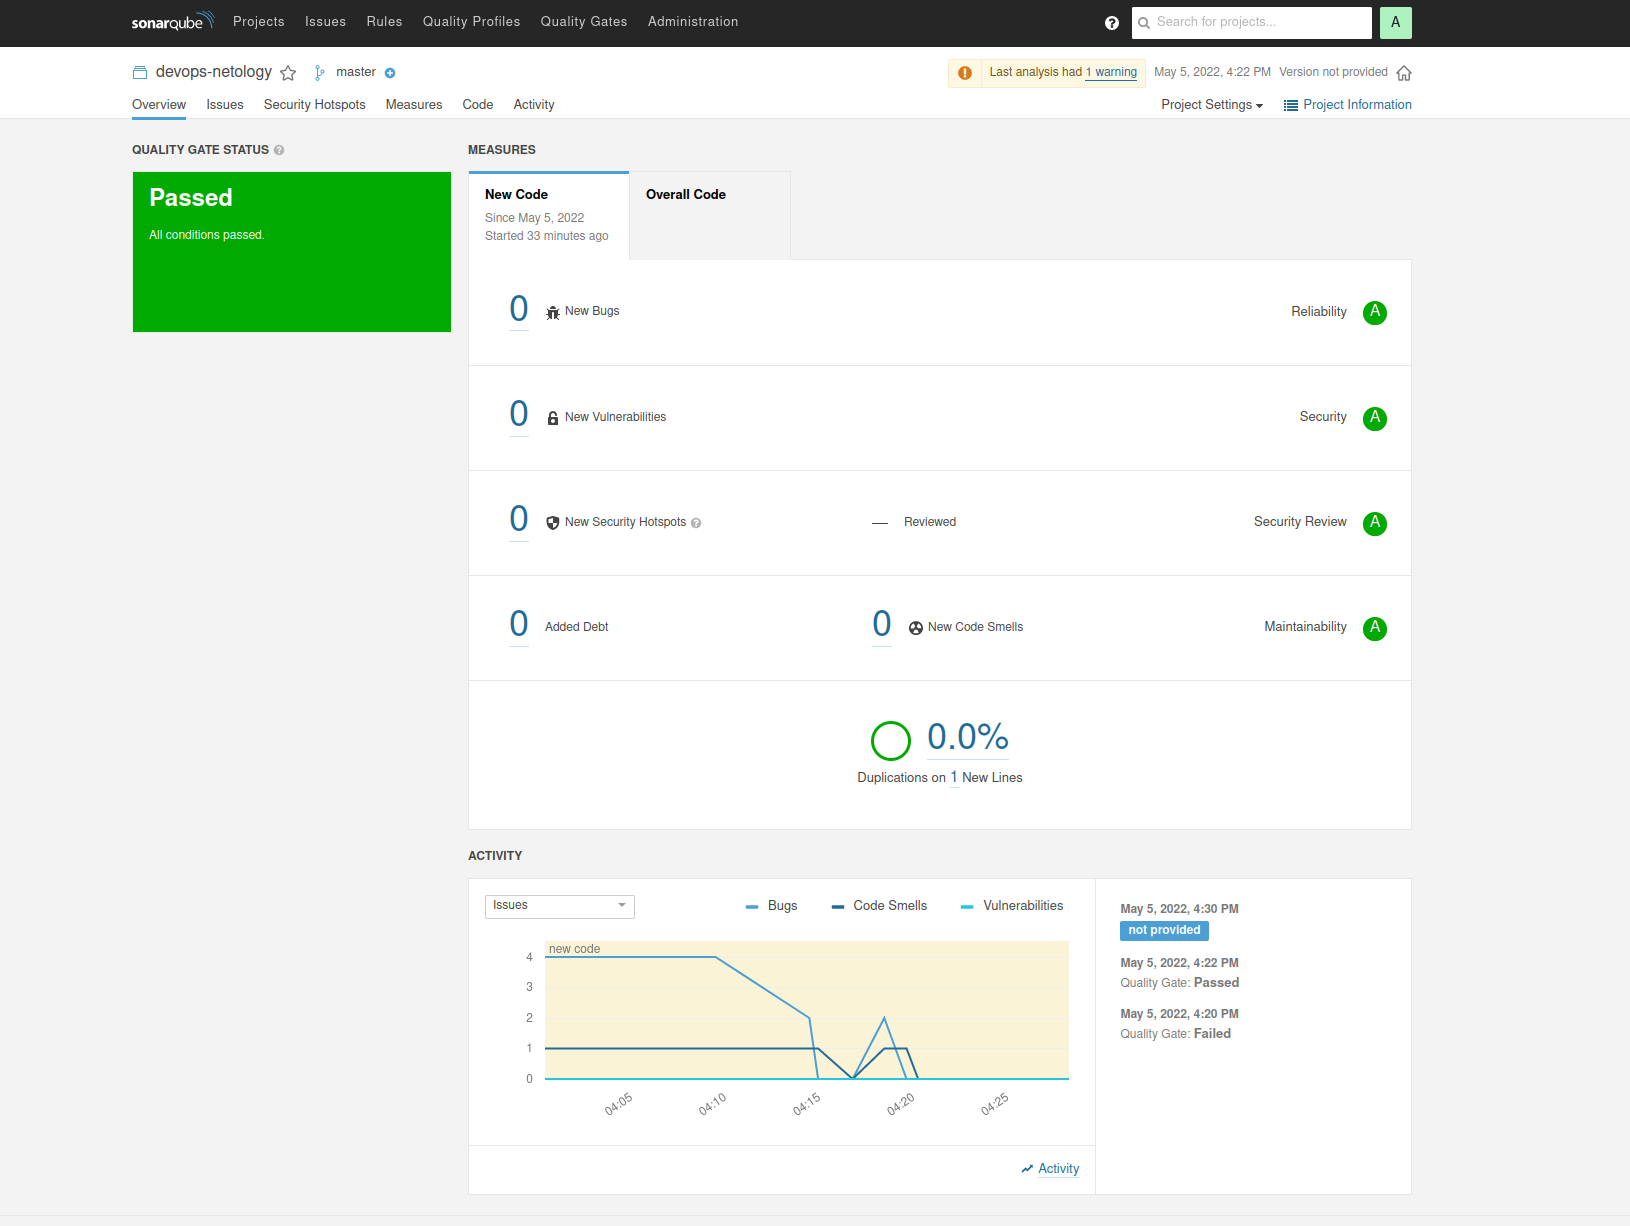 sonarqube Projects Issues Rules Quality Profiles Quality Gates Administration ? Search for projects... A
devops-netology master Last analysis had 1 warning May 5, 2022, 4:22 PM Version not provided
Overview Issues Security Hotspots Measures Code Activity Project Settings Project Information
QUALITY GATE STATUS ?
Passed
All conditions passed.
MEASURES
New Code
Since May 5, 2022
Started 33 minutes ago
Overall Code
0 New Bugs Reliability A
0 New Vulnerabilities Security A
0 New Security Hotspots ? — Reviewed Security Review A
0 Added Debt 0 New Code Smells Maintainability A
0.0%
Duplications on 1 New Lines
ACTIVITY
Issues Bugs Code Smells Vulnerabilities
new code
4
3
2
1
0
04:05 04:10 04:15 04:20 04:25
Activity
May 5, 2022, 4:30 PM
not provided
May 5, 2022, 4:22 PM
Quality Gate: Passed
May 5, 2022, 4:20 PM
Quality Gate: Failed